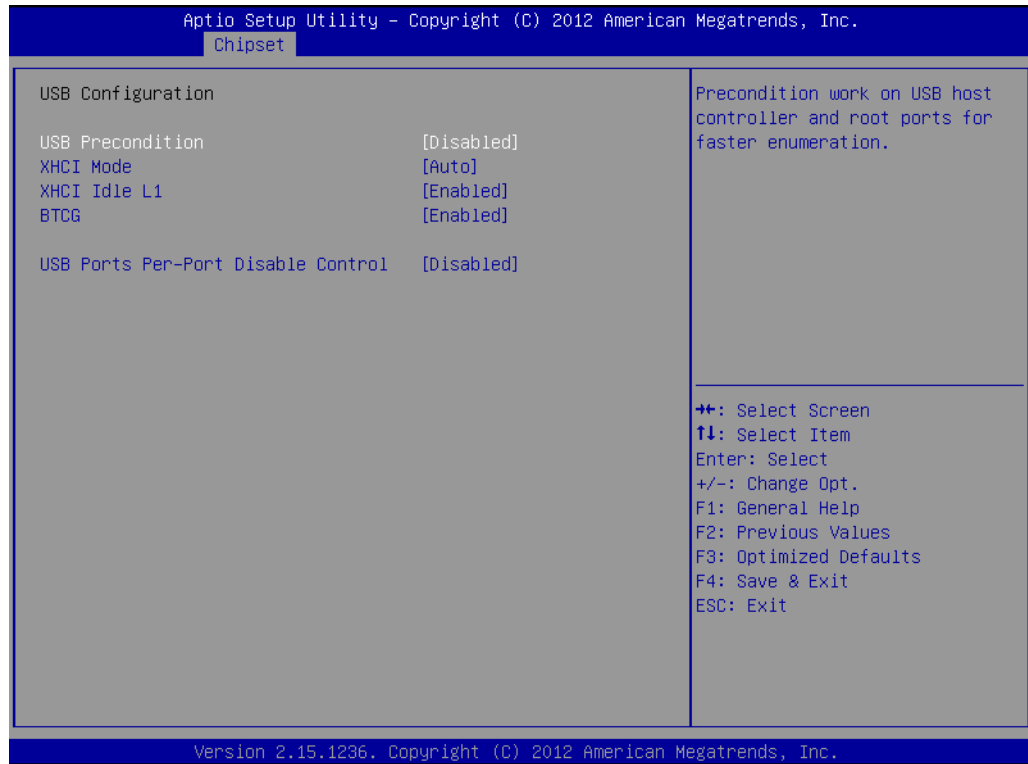 Aptio Setup Utility – Copyright (C) 2012 American Megatrends, Inc.
Chipset
USB Configuration
USB Precondition [Disabled]
XHCI Mode [Auto]
XHCI Idle L1 [Enabled]
BTCG [Enabled]
USB Ports Per-Port Disable Control [Disabled]
Precondition work on USB host
controller and root ports for
faster enumeration.
→←: Select Screen
↑↓: Select Item
Enter: Select
+/-: Change Opt.
F1: General Help
F2: Previous Values
F3: Optimized Defaults
F4: Save & Exit
ESC: Exit
Version 2.15.1236. Copyright (C) 2012 American Megatrends, Inc.